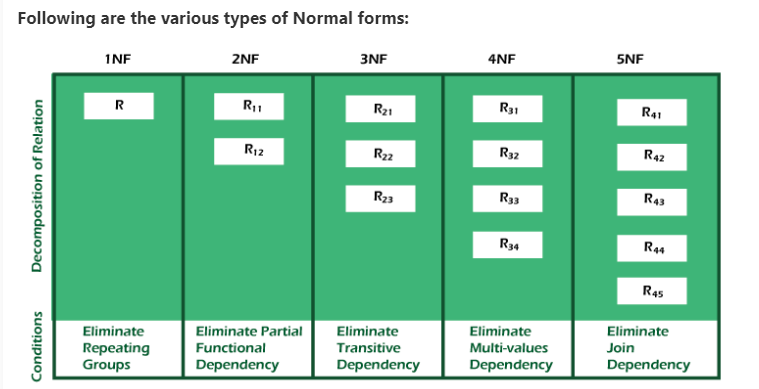 Following are the various types of Normal forms:
1NF 2NF 3NF 4NF 5NF
Decomposition of Relation
R R11 R21 R31 R41
R12 R22 R32 R42
R23 R33 R43
R34 R44
R45
Conditions
Eliminate Eliminate Partial Eliminate Eliminate Eliminate
Repeating Functional Transitive Multi-values Join
Groups Dependency Dependency Dependency Dependency